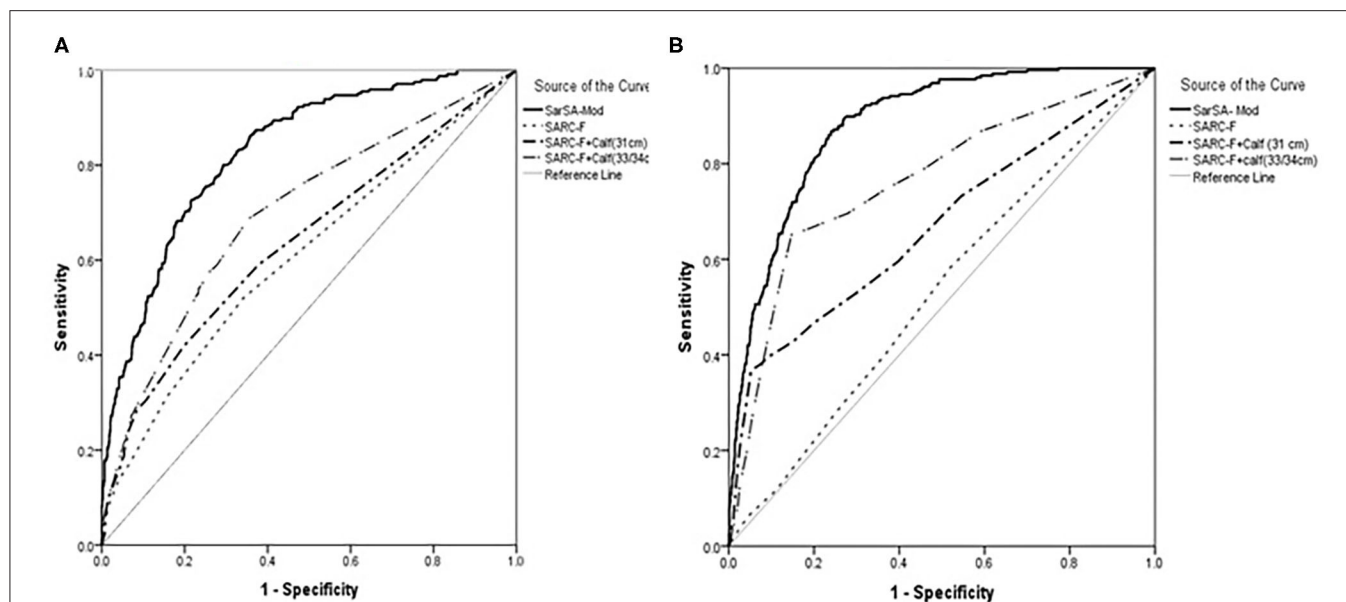 A
Source of the Curve
SarSA-Mod
SARC-F
SARC-F+Calf(31cm)
SARC-F+Calf(33/34c
Reference Line
1.0
0.8
0.6
0.4
0.2
0.0
Sensitivity
0.0 0.2 0.4 0.6 0.8 1.0
1 - Specificity
B
Source of the Curve
SarSA- Mod
SARC-F
SARC-F+Calf (31 cm)
SARC-F+calf(33/34cm)
Reference Line
1.0
0.8
0.6
0.4
0.2
0.0
Sensitivity
0.0 0.2 0.4 0.6 0.8 1.0
1 - Specificity